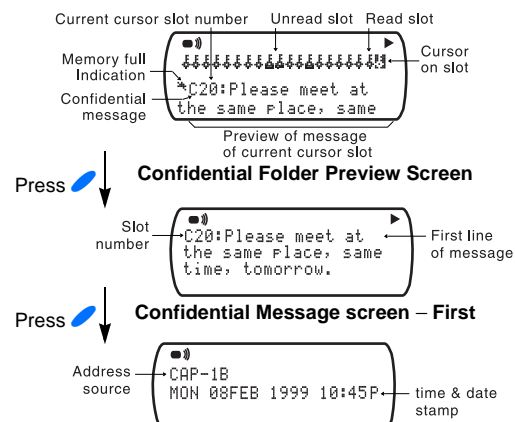 Current cursor slot number
Unread slot
Read slot
Memory full
Indication
Confidential
message
Cursor
on slot
C20:Please meet at
the same place, same
Preview of message
of current cursor slot
Press
Confidential Folder Preview Screen
Slot
number
C20:Please meet at
the same place, same
time, tomorrow.
First line
of message
Press
Confidential Message screen – First
Address
source
CAP-1B
MON 08FEB 1999 10:45P
time & date
stamp